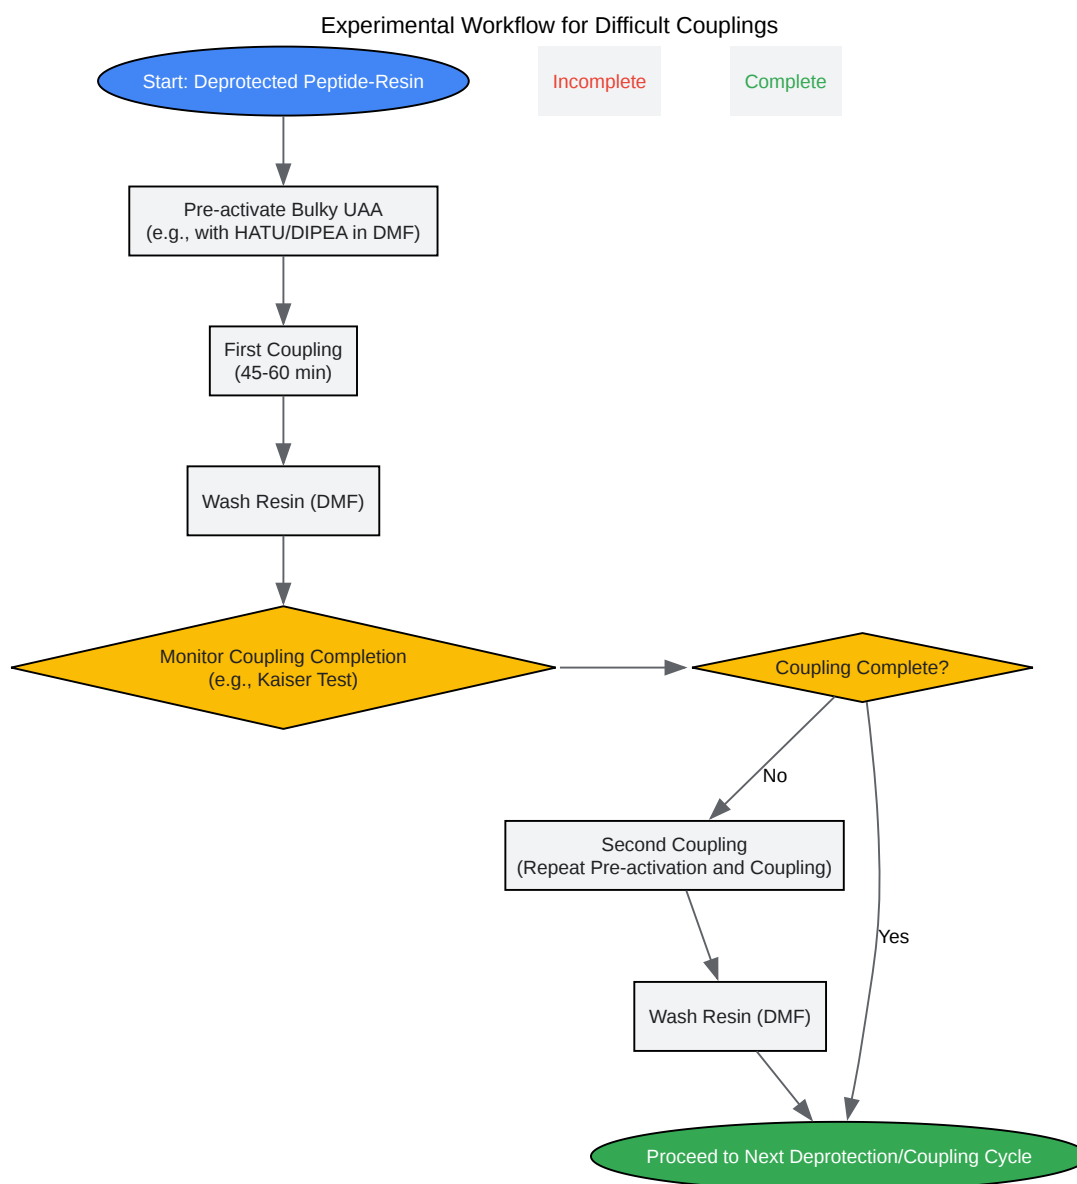 Experimental Workflow for Difficult Couplings
Start: Deprotected Peptide-Resin
Incomplete
Complete
Pre-activate Bulky UAA
(e.g., with HATU/DIPEA in DMF)
First Coupling
(45-60 min)
Wash Resin (DMF)
Monitor Coupling Completion
(e.g., Kaiser Test)
Coupling Complete?
No
Second Coupling
(Repeat Pre-activation and Coupling)
Yes
Wash Resin (DMF)
Proceed to Next Deprotection/Coupling Cycle